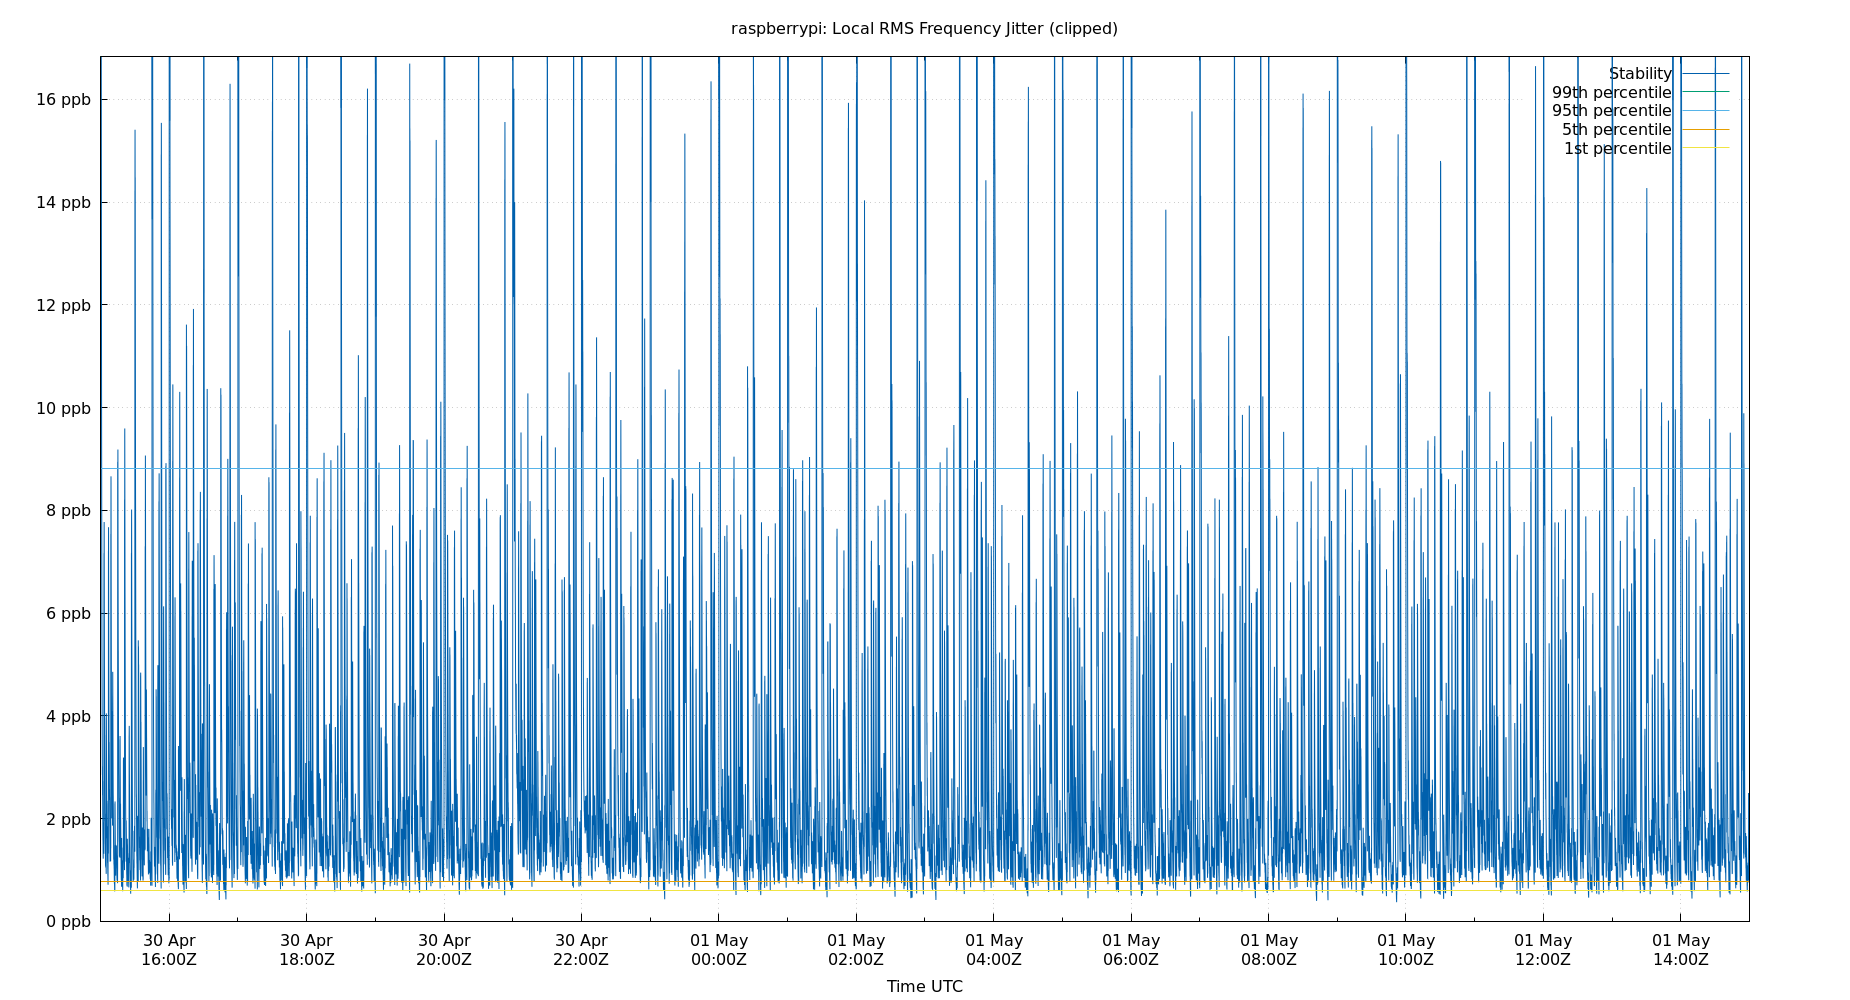 raspberrypi: Local RMS Frequency Jitter (clipped)
Stability
99th percentile
95th percentile
5th percentile
1st percentile
16 ppb
14 ppb
12 ppb
10 ppb
8 ppb
6 ppb
4 ppb
2 ppb
0 ppb
30 Apr 30 Apr 30 Apr 30 Apr 01 May 01 May 01 May 01 May 01 May 01 May 01 May 01 May
16:00Z 18:00Z 20:00Z 22:00Z 00:00Z 02:00Z 04:00Z 06:00Z 08:00Z 10:00Z 12:00Z 14:00Z
Time UTC